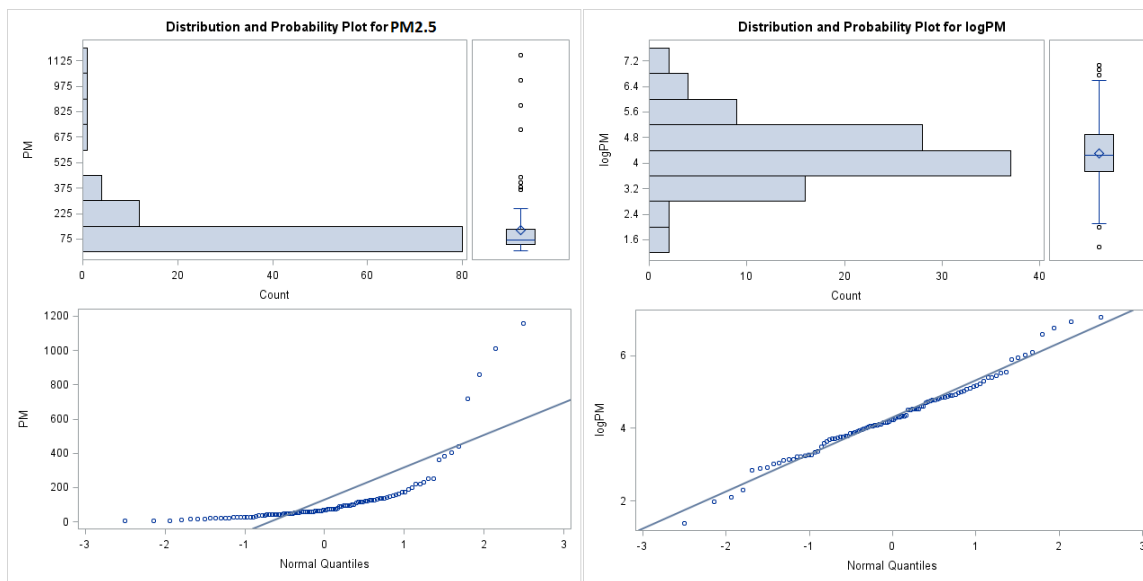 Distribution and Probability Plot for PM2.5
1125
975
825
675
525
375
225
75
PM
0 20 40 60 80
Count
1200
1000
800
600
400
200
0
PM
-3 -2 -1 0 1 2 3
Normal Quantiles
Distribution and Probability Plot for logPM
7.2
6.4
5.6
4.8
4
3.2
2.4
1.6
logPM
0 10 20 30 40
Count
6
4
2
logPM
-3 -2 -1 0 1 2 3
Normal Quantiles